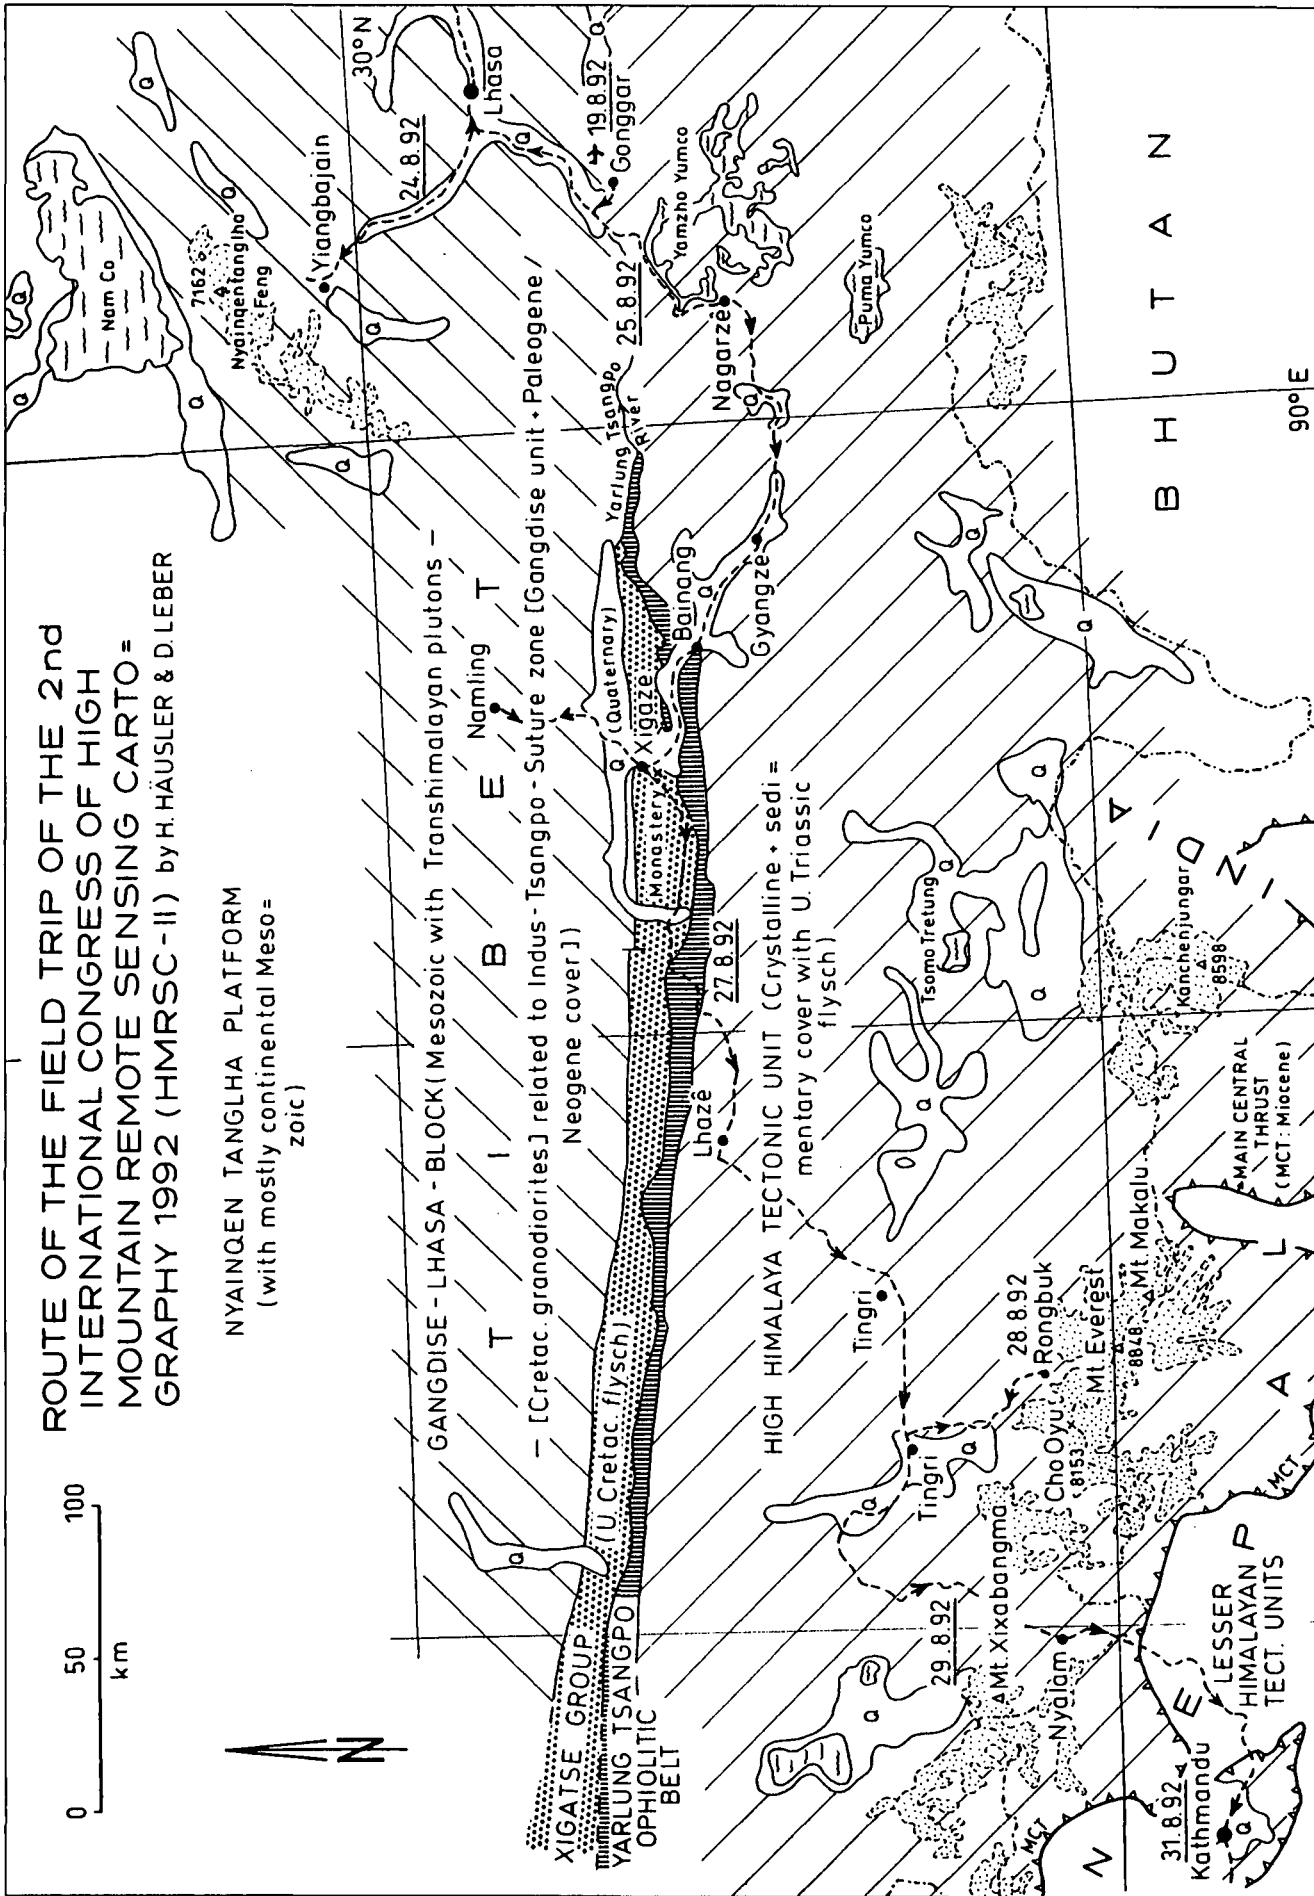 ROUTE OF THE FIELD TRIP OF THE 2nd
INTERNATIONAL CONGRESS OF HIGH
MOUNTAIN REMOTE SENSING CARTO=
GRAPHY 1992 (HMRSC-II) by H.HÄUSLER & D.LEBER
0 50 100
km
N
NYAINQEN TANGLHA PLATFORM
(with mostly continental Meso=
zoic)
Nam Co
Q
Q
Q
Q
Q
7162
Nyainqentanglha
Feng
Yiangbajain
Q
Q
30°N
24.8.92
Lhasa
GANGDISE - LHASA - BLOCK (Mesozoic with Transhimalayan plutons -
T I B E T
Namling
- [Cretac granodiorites] related to Indus - Tsangpo - Suture zone [Gangdise unit + Paleogene,
Neogene cover])
Q
Q
Q
19.8.92
Gonggar
25.8.92
Yarlung Tsangpo
River
Yamzho Yumco
Nagarze
Puma Yumco
XIGATSE GROUP
(U. Cretac. flysch)
YARLUNG TSANGPO
OPHIOLITIC
BELT
Q (Quaternary)
Xigaze
Monastery
Bainang
Q
Gyangze
Q
27.8.92
Lhazê
HIGH HIMALAYA TECTONIC UNIT (Crystalline + sedi =
mentary cover with U. Triassic
flysch)
Tingri
Q
Tingri
Q
28.8.92
Rongbuk
Q
Tsomo Tretung
Q
Q
Q
Q
Q
Q
29.8.92
Mt. Xixabangma
Nyalam
Cho Oyu
8153
Mt Everest
8848
Mt Makalu
Kanchenjunga
8598
MAIN CENTRAL
THRUST
(MCT: Miocene)
MCT
MCT
LESSER
HIMALAYAN
TECT. UNITS
31.8.92
Kathmandu
Q
N E P A L
I N D I A
B H U T A N
90°E